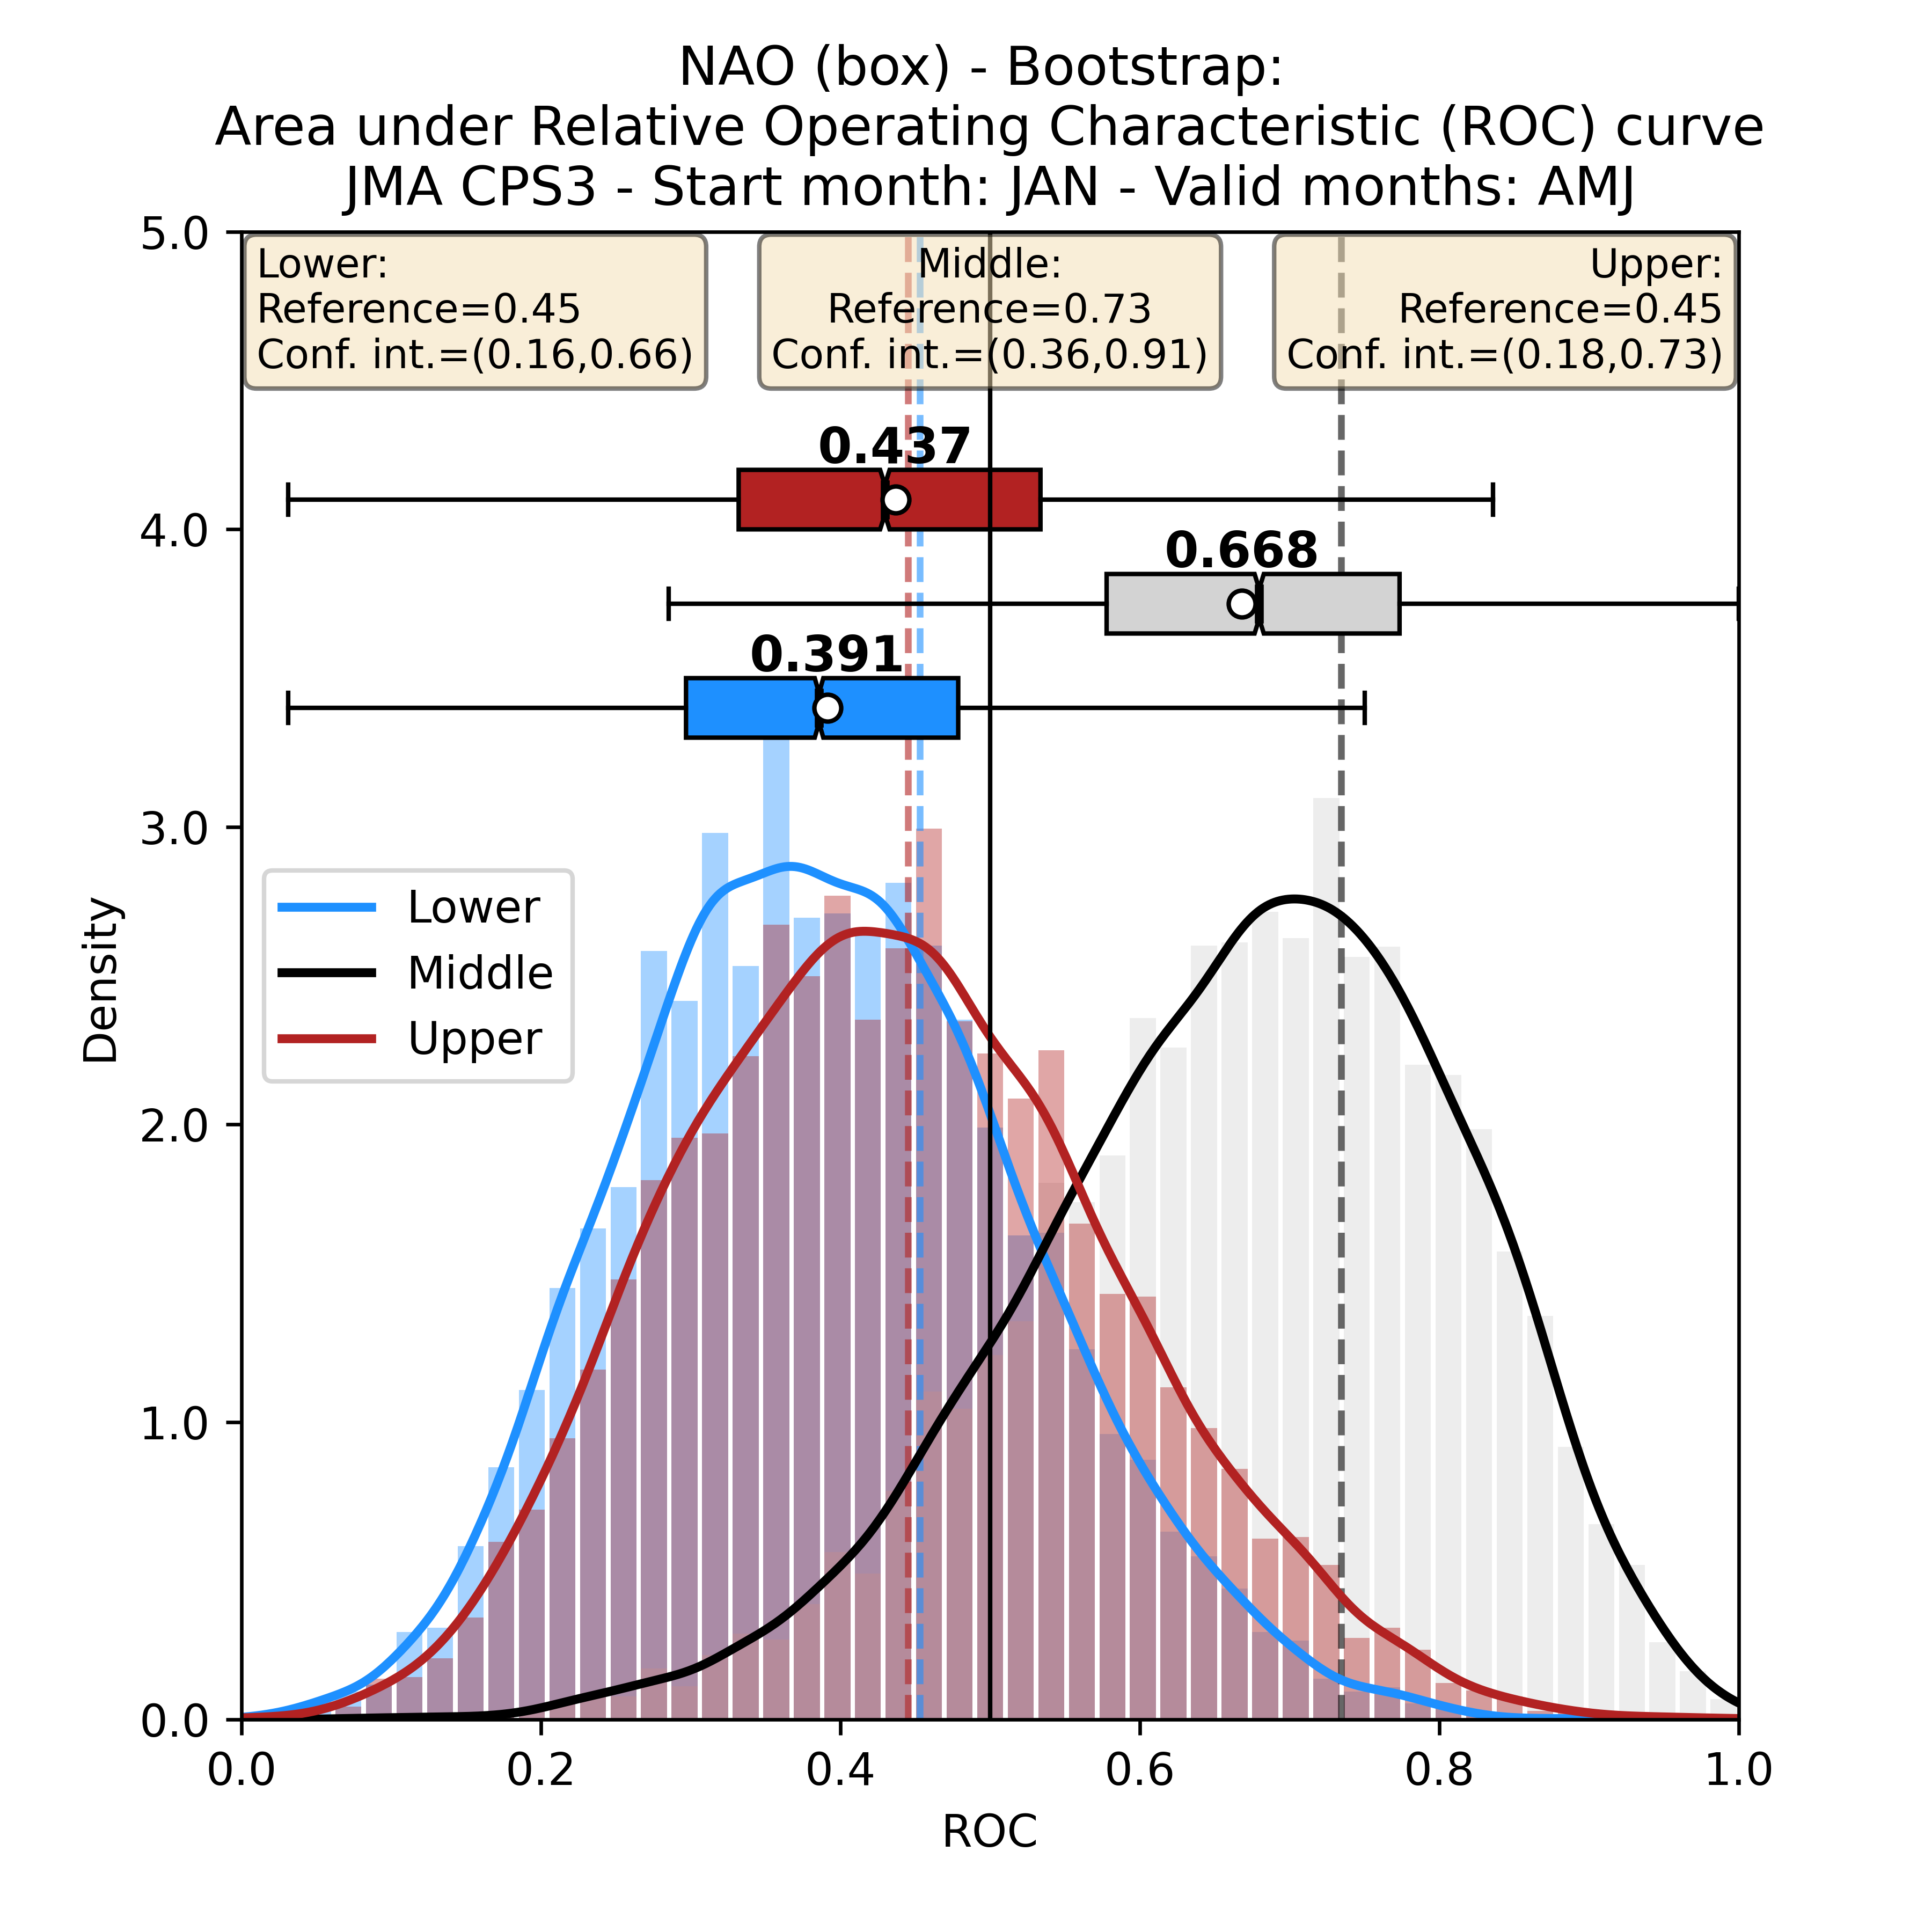 NAO (box) - Bootstrap:
Area under Relative Operating Characteristic (ROC) curve
JMA CPS3 - Start month: JAN - Valid months: AMJ
Lower:
Reference=0.45
Conf. int.=(0.16,0.66)
Middle:
Reference=0.73
Conf. int.=(0.36,0.91)
Upper:
Reference=0.45
Conf. int.=(0.18,0.73)
0.437
0.668
0.391
Lower
Middle
Upper
Density
5.0
4.0
3.0
2.0
1.0
0.0
0.0 0.2 0.4 0.6 0.8 1.0
ROC